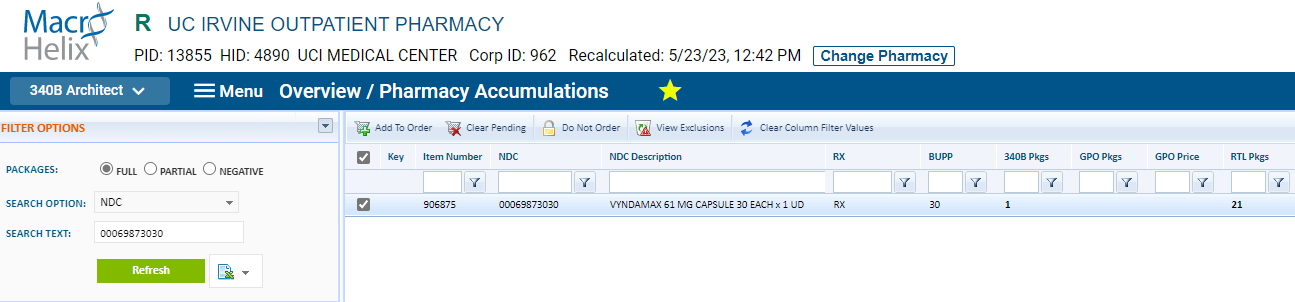 Macro Helix
R UC IRVINE OUTPATIENT PHARMACY
PID: 13855 HID: 4890 UCI MEDICAL CENTER Corp ID: 962 Recalculated: 5/23/23, 12:42 PM Change Pharmacy
340B Architect Menu Overview / Pharmacy Accumulations
FILTER OPTIONS
PACKAGES: FULL PARTIAL NEGATIVE
SEARCH OPTION: NDC
SEARCH TEXT: 00069873030
Refresh
Add To Order Clear Pending Do Not Order View Exclusions Clear Column Filter Values
Key Item Number NDC NDC Description RX BUPP 340B Pkgs GPO Pkgs GPO Price RTL Pkgs
906875 00069873030 VYNDAMAX 61 MG CAPSULE 30 EACH x 1 UD RX 30 1 21